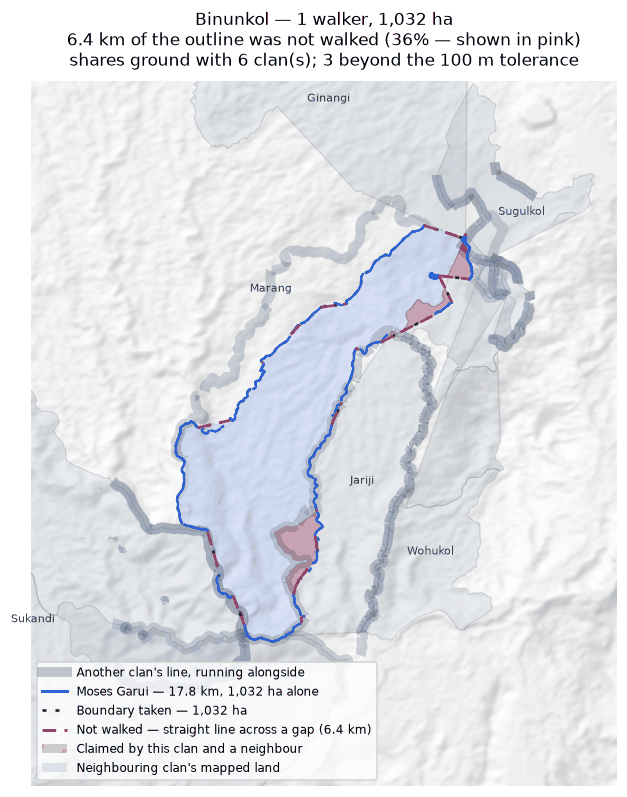 Binunkol — 1 walker, 1,032 ha
6.4 km of the outline was not walked (36% — shown in pink)
shares ground with 6 clan(s); 3 beyond the 100 m tolerance
Ginangi
Sugulkol
Marang
Jariji
Wohukol
Sukandi
Another clan's line, running alongside
Moses Garui — 17.8 km, 1,032 ha alone
Boundary taken — 1,032 ha
Not walked — straight line across a gap (6.4 km)
Claimed by this clan and a neighbour
Neighbouring clan's mapped land